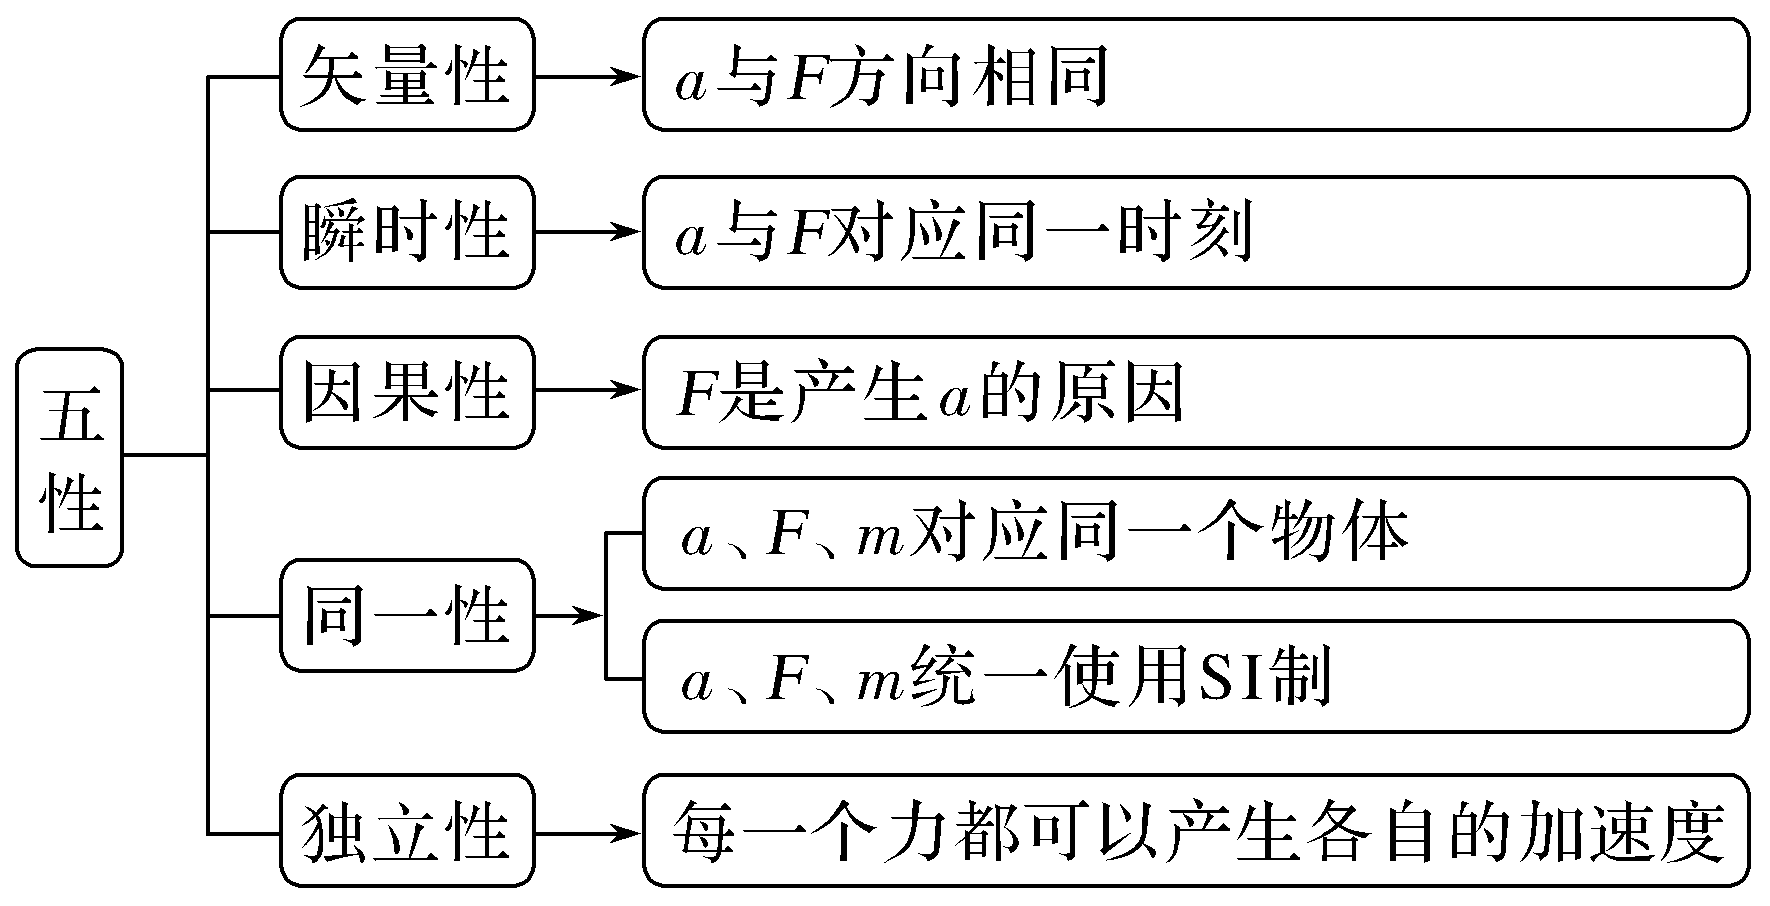 五性
矢量性
a与F方向相同
瞬时性
a与F对应同一时刻
因果性
F是产生a的原因
同一性
a、F、m对应同一个物体
a、F、m统一使用SI制
独立性
每一个力都可以产生各自的加速度